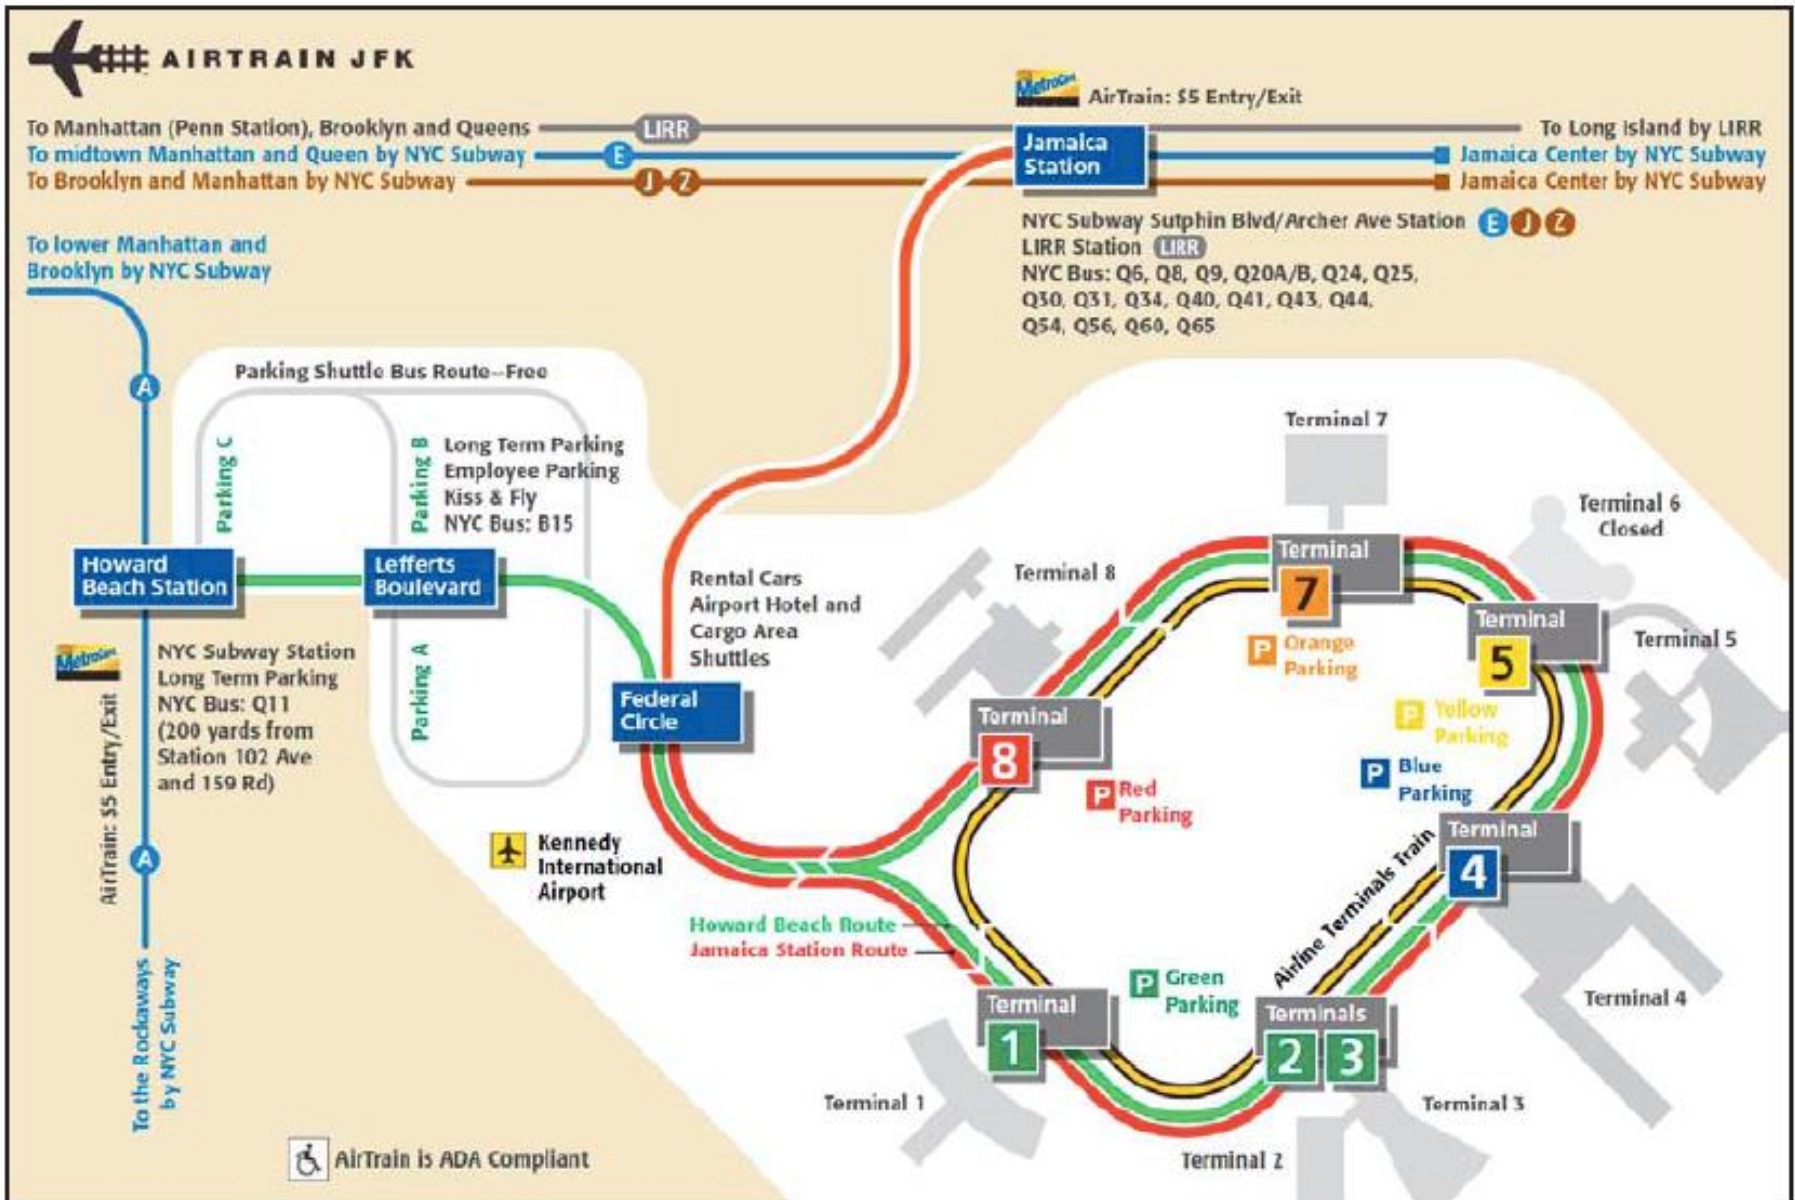 AIRTRAIN JFK
MetroCard
AirTrain: $5 Entry/Exit
To Manhattan (Penn Station), Brooklyn and Queens
LIRR
To Long Island by LIRR
To midtown Manhattan and Queen by NYC Subway
E
Jamaica Center by NYC Subway
To Brooklyn and Manhattan by NYC Subway
J Z
Jamaica Center by NYC Subway
Jamaica
Station
NYC Subway Sutphin Blvd/Archer Ave Station E J Z
LIRR Station LIRR
NYC Bus: Q6, Q8, Q9, Q20A/B, Q24, Q25,
Q30, Q31, Q34, Q40, Q41, Q43, Q44,
Q54, Q56, Q60, Q65
To lower Manhattan and
Brooklyn by NYC Subway
A
Parking Shuttle Bus Route--Free
Parking C
Parking B
Long Term Parking
Employee Parking
Kiss & Fly
NYC Bus: B15
Howard
Beach Station
Lefferts
Boulevard
Parking A
MetroCard
AirTrain: $5 Entry/Exit
NYC Subway Station
Long Term Parking
NYC Bus: Q11
(200 yards from
Station 102 Ave
and 159 Rd)
A
To the Rockaways
by NYC Subway
Rental Cars
Airport Hotel and
Cargo Area
Shuttles
Federal
Circle
Kennedy
International
Airport
Howard Beach Route
Jamaica Station Route
Terminal 7
Terminal
7
P Orange
Parking
Terminal 6
Closed
Terminal 8
Terminal
8
P Red
Parking
Terminal
5
Terminal 5
P Yellow
Parking
P Blue
Parking
Terminal
4
Terminal 4
Airline Terminals Train
P Green
Parking
Terminal
1
Terminal 1
Terminals
2 3
Terminal 3
Terminal 2
AirTrain is ADA Compliant